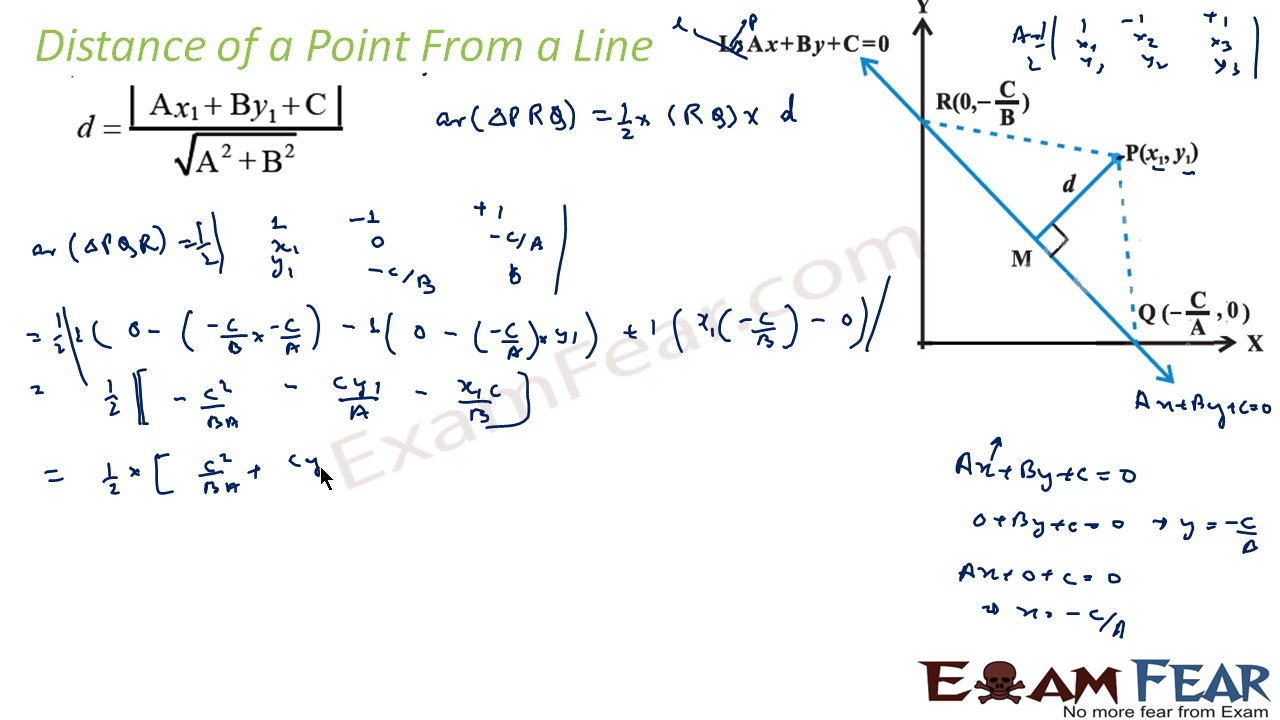 Distance of a Point From a Line
d = | Ax₁ + By₁ + C | / √A² + B²
ar (ΔPRQ) = 1/2 × (RQ) × d
ar (ΔPQR) = 1/2 | 1 -1 +1
x₁ 0 -C/A
y₁ -C/B 0 |
= 1/2 | 1 ( 0 - ( -C/B × -C/A ) - 1 ( 0 - ( -C/A ) × y₁ ) + 1 ( x₁ ( -C/B ) - 0 ) |
= 1/2 [ - C²/BA - Cy₁/A - x₁C/B ]
= 1/2 × [ C²/BA + Cy
Ax+By+C=0
Y
1 -1 +1
x₁ x₂ x₃
y₁ y₂ y₃
R(0,-C/B)
P(x₁, y₁)
d
M
Q (-C/A ,0)
X
Ax+By+C=0
Ax + By + C = 0
0 + By + C = 0 → y = -C/B
Ax + 0 + C = 0
⇒ x = - C/A
ExamFear.com
EXAM FEAR
No more fear from Exam